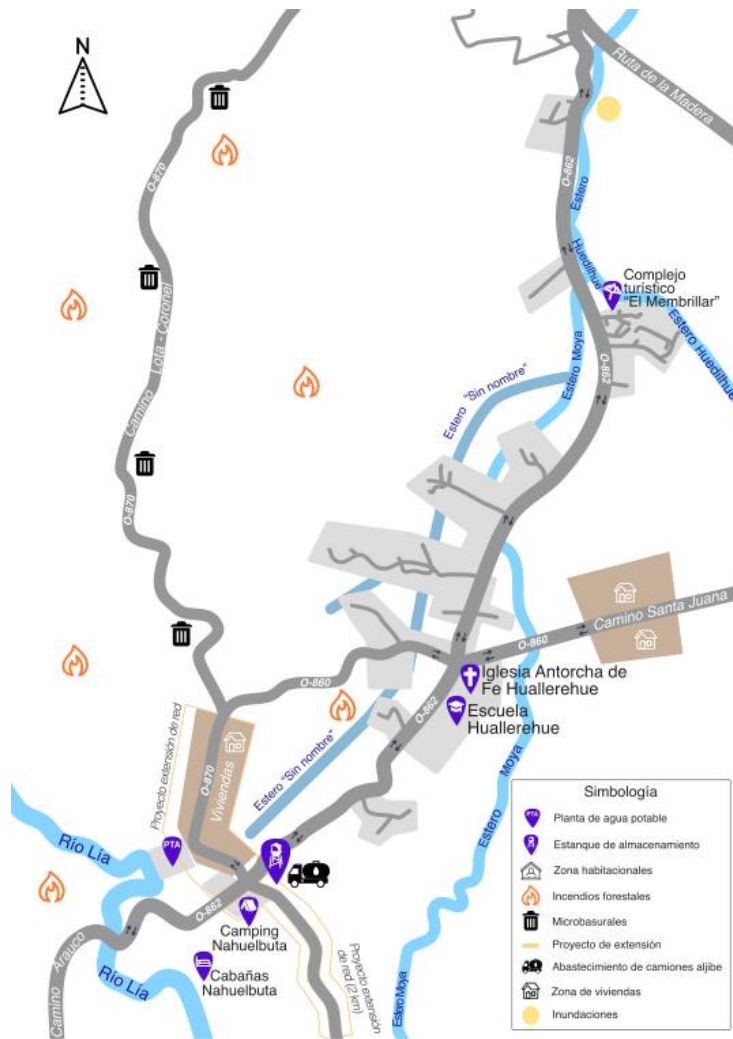 N
Ruta de la Madera
O-870
O-862
Estero
Huedilhue
Complejo
turístico
"El Membrillar"
Estero Huedilhue
Camino Lota - Coronel
Estero Moya
O-862
Estero "Sin nombre"
O-870
Camino Santa Juana
O-860
O-860
Iglesia Antorcha de
Fe Huallerehue
Escuela
Huallerehue
O-862
Proyecto extensión de red
O-870
Viviendas
Estero "Sin nombre"
Estero Moya
Río Lía
PTA
O-862
Camping
Nahuelbuta
Cabañas
Nahuelbuta
Camino Arauco
Río Lía
Proyecto extensión
de red (2 km)
Estero Moya
Simbología
PTA Planta de agua potable
Estanque de almacenamiento
Zona habitacionales
Incendios forestales
Microbasurales
Proyecto de extensión
Abastecimiento de camiones aljibe
Zona de viviendas
Inundaciones